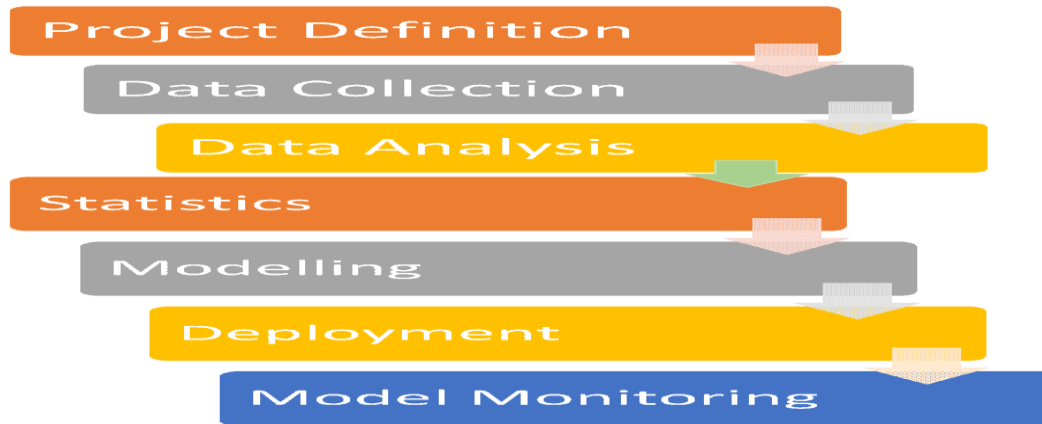 Project Definition
Data Collection
Data Analysis
Statistics
Modelling
Deployment
Model Monitoring